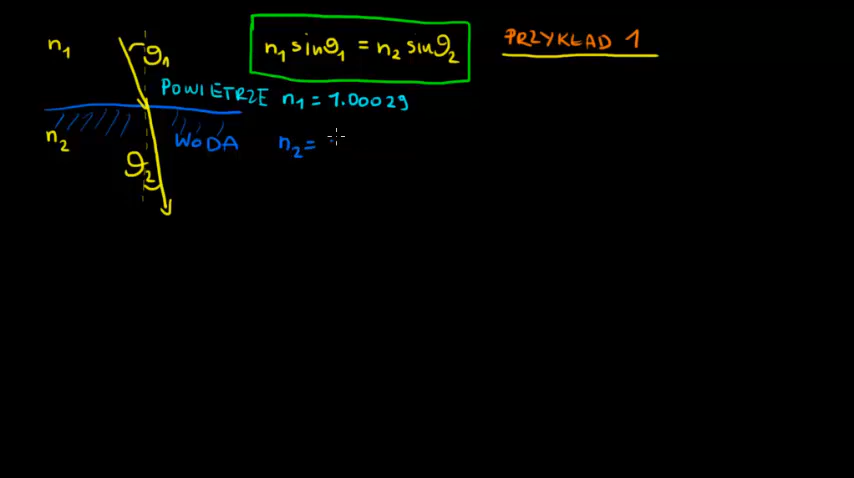 n₁
ϑ₁
n₁ sinϑ₁ = n₂ sinϑ₂
PRZYKŁAD 1
POWIETRZE n₁ = 1.00029
n₂
WODA n₂ =
ϑ₂